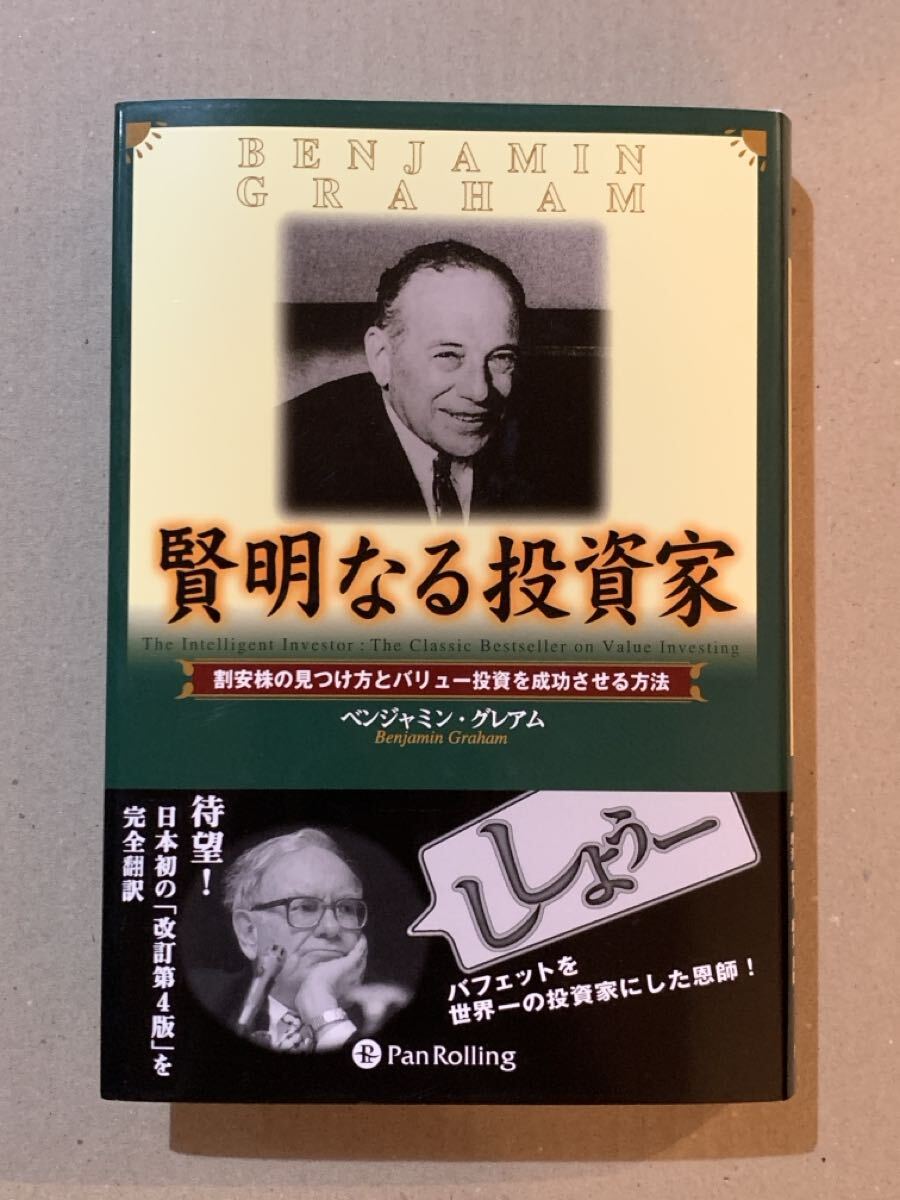 BENJAMIN
GRAHAM
賢明なる投資家
The Intelligent Investor : The Classic Bestseller on Value Investing
割安株の見つけ方とバリュー投資を成功させる方法
ベンジャミン・グレアム
Benjamin Graham
待望！
日本初の「改訂第4版」を
完全翻訳
ししょうー
バフェットを
世界一の投資家にした恩師！
PanRolling